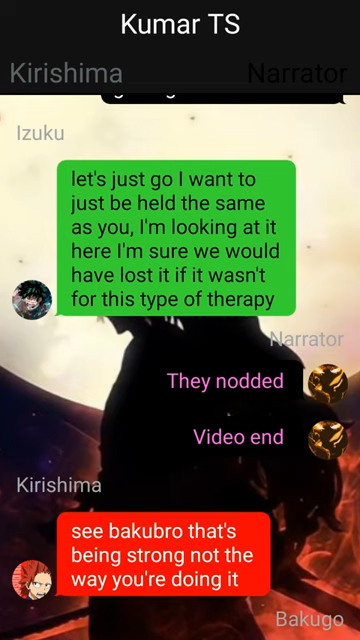 Kumar TS
Kirishima
Narrator
Izuku
let's just go I want to
just be held the same
as you, I'm looking at it
here I'm sure we would
have lost it if it wasn't
for this type of therapy
Narrator
They nodded
Video end
Kirishima
see bakubro that's
being strong not the
way you're doing it
Bakugo